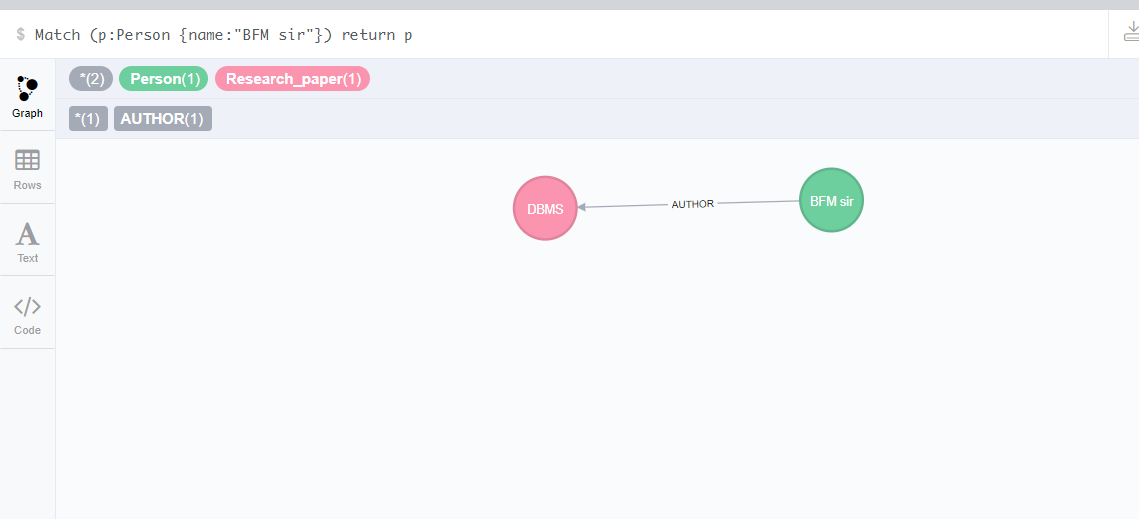 $ Match (p:Person {name:"BFM sir"}) return p
*(2) Person(1) Research_paper(1)
Graph
*(1) AUTHOR(1)
Rows
DBMS AUTHOR BFM sir
A
Text
</> 
Code